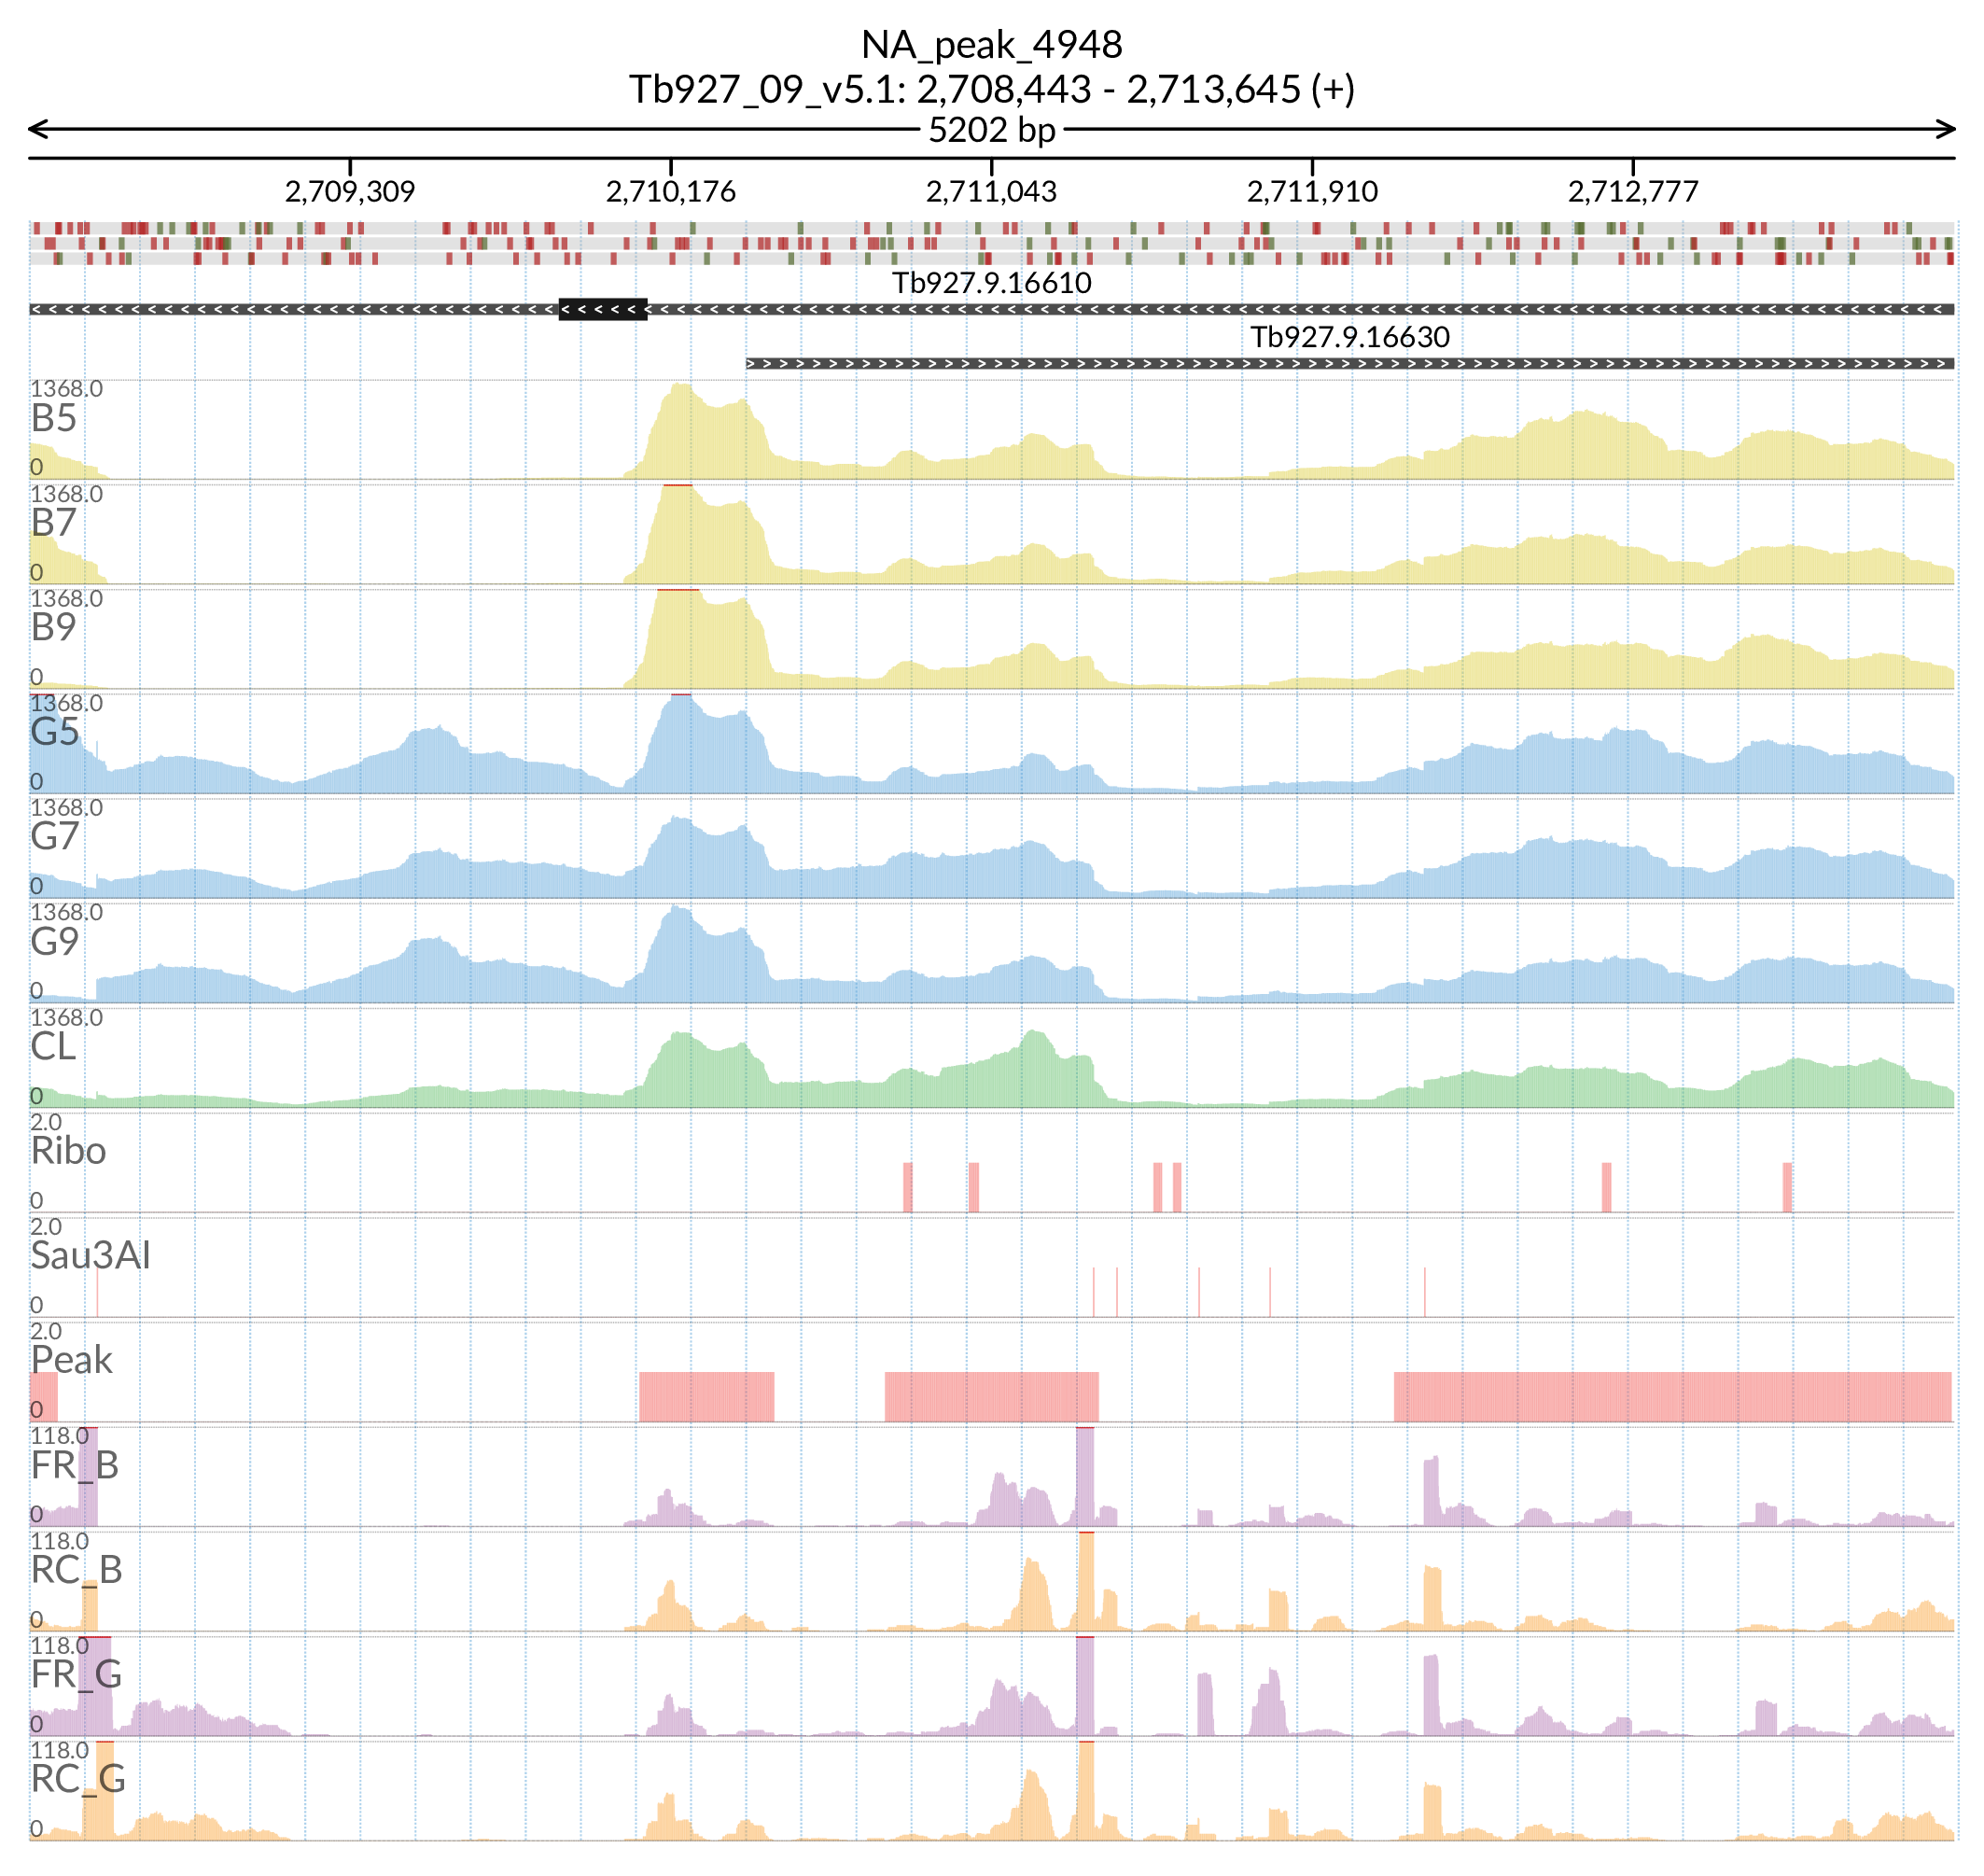 NA_peak_4948
Tb927_09_v5.1: 2,708,443 - 2,713,645 (+)
5202 bp
2,709,309 2,710,176 2,711,043 2,711,910 2,712,777
Tb927.9.16610
Tb927.9.16630
1368.0
B5
0
1368.0
B7
0
1368.0
B9
0
1368.0
G5
0
1368.0
G7
0
1368.0
G9
0
1368.0
CL
0
2.0
Ribo
0
2.0
Sau3AI
0
2.0
Peak
0
118.0
FR_B
0
118.0
RC_B
0
118.0
FR_G
0
118.0
RC_G
0